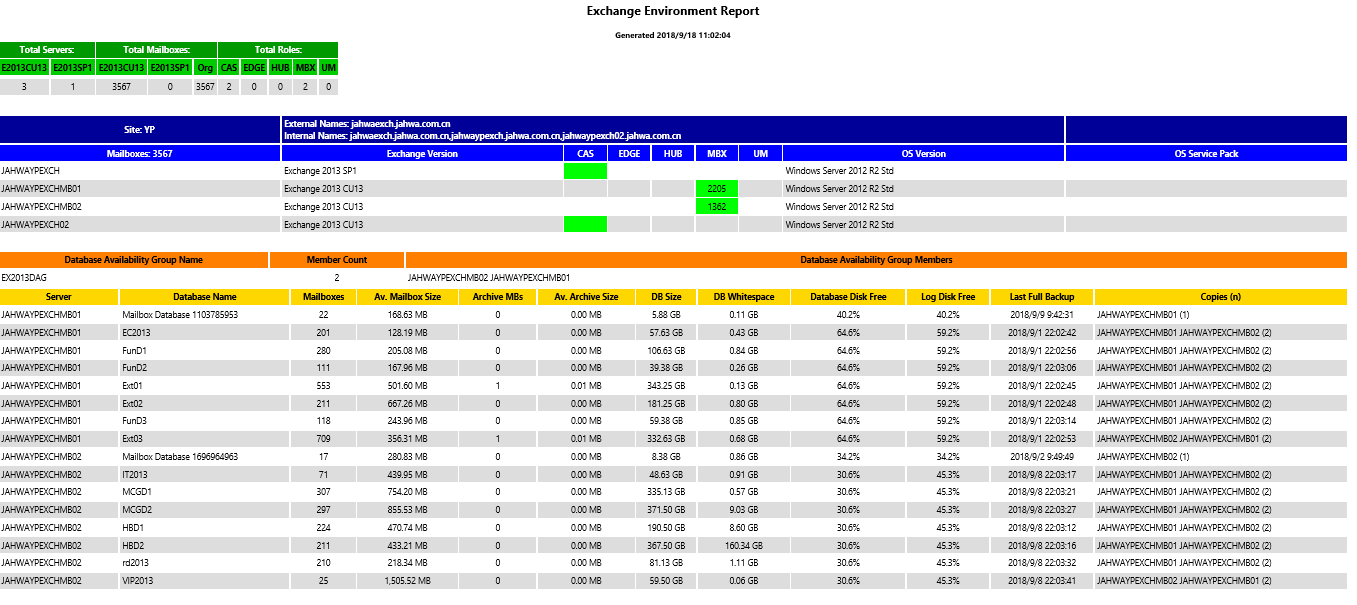 Exchange Environment Report
Generated 2018/9/18 11:02:04
Total Servers: Total Mailboxes: Total Roles:
E2013CU13 E2013SP1 E2013CU13 E2013SP1 Org CAS EDGE HUB MBX UM
3 1 3567 0 3567 2 0 0 2 0
Site: YP
External Names: jahwaexch.jahwa.com.cn
Internal Names: jahwaexch.jahwa.com.cn,jahwaypexch.jahwa.com.cn,jahwaypexch02.jahwa.com.cn
Mailboxes: 3567 Exchange Version CAS EDGE HUB MBX UM OS Version OS Service Pack
JAHWAYPEXCH Exchange 2013 SP1 Windows Server 2012 R2 Std
JAHWAYPEXCHMB01 Exchange 2013 CU13 2205 Windows Server 2012 R2 Std
JAHWAYPEXCHMB02 Exchange 2013 CU13 1362 Windows Server 2012 R2 Std
JAHWAYPEXCH02 Exchange 2013 CU13 Windows Server 2012 R2 Std
Database Availability Group Name Member Count Database Availability Group Members
EX2013DAG 2 JAHWAYPEXCHMB02 JAHWAYPEXCHMB01
Server Database Name Mailboxes Av. Mailbox Size Archive MBs Av. Archive Size DB Size DB Whitespace Database Disk Free Log Disk Free Last Full Backup Copies (n)
JAHWAYPEXCHMB01 Mailbox Database 1103785953 22 168.63 MB 0 0.00 MB 5.88 GB 0.11 GB 40.2% 40.2% 2018/9/9 9:42:31 JAHWAYPEXCHMB01 (1)
JAHWAYPEXCHMB01 EC2013 201 128.19 MB 0 0.00 MB 57.63 GB 0.43 GB 64.6% 59.2% 2018/9/1 22:02:42 JAHWAYPEXCHMB01 JAHWAYPEXCHMB02 (2)
JAHWAYPEXCHMB01 FunD1 280 205.08 MB 0 0.00 MB 106.63 GB 0.84 GB 64.6% 59.2% 2018/9/1 22:02:56 JAHWAYPEXCHMB01 JAHWAYPEXCHMB02 (2)
JAHWAYPEXCHMB01 FunD2 111 167.96 MB 0 0.00 MB 39.38 GB 0.26 GB 64.6% 59.2% 2018/9/1 22:03:06 JAHWAYPEXCHMB01 JAHWAYPEXCHMB02 (2)
JAHWAYPEXCHMB01 Ext01 553 501.60 MB 1 0.01 MB 343.25 GB 0.13 GB 64.6% 59.2% 2018/9/1 22:02:45 JAHWAYPEXCHMB01 JAHWAYPEXCHMB02 (2)
JAHWAYPEXCHMB01 Ext02 211 667.26 MB 0 0.00 MB 181.25 GB 0.80 GB 64.6% 59.2% 2018/9/1 22:02:48 JAHWAYPEXCHMB01 JAHWAYPEXCHMB02 (2)
JAHWAYPEXCHMB01 FunD3 118 243.96 MB 0 0.00 MB 59.38 GB 0.85 GB 64.6% 59.2% 2018/9/1 22:03:14 JAHWAYPEXCHMB01 JAHWAYPEXCHMB02 (2)
JAHWAYPEXCHMB01 Ext03 709 356.31 MB 1 0.01 MB 332.63 GB 0.68 GB 64.6% 59.2% 2018/9/1 22:02:53 JAHWAYPEXCHMB02 JAHWAYPEXCHMB01 (2)
JAHWAYPEXCHMB02 Mailbox Database 1696964963 17 280.83 MB 0 0.00 MB 8.38 GB 0.86 GB 34.2% 34.2% 2018/9/2 9:49:49 JAHWAYPEXCHMB02 (1)
JAHWAYPEXCHMB02 IT2013 71 439.95 MB 0 0.00 MB 48.63 GB 0.91 GB 30.6% 45.3% 2018/9/8 22:03:17 JAHWAYPEXCHMB01 JAHWAYPEXCHMB02 (2)
JAHWAYPEXCHMB02 MCGD1 307 754.20 MB 0 0.00 MB 335.13 GB 0.57 GB 30.6% 45.3% 2018/9/8 22:03:21 JAHWAYPEXCHMB01 JAHWAYPEXCHMB02 (2)
JAHWAYPEXCHMB02 MCGD2 297 855.53 MB 0 0.00 MB 371.50 GB 9.03 GB 30.6% 45.3% 2018/9/8 22:03:27 JAHWAYPEXCHMB01 JAHWAYPEXCHMB02 (2)
JAHWAYPEXCHMB02 HBD1 224 470.74 MB 0 0.00 MB 190.50 GB 8.60 GB 30.6% 45.3% 2018/9/8 22:03:12 JAHWAYPEXCHMB01 JAHWAYPEXCHMB02 (2)
JAHWAYPEXCHMB02 HBD2 211 433.21 MB 0 0.00 MB 367.50 GB 160.34 GB 30.6% 45.3% 2018/9/8 22:03:16 JAHWAYPEXCHMB01 JAHWAYPEXCHMB02 (2)
JAHWAYPEXCHMB02 rd2013 210 218.34 MB 0 0.00 MB 81.13 GB 1.11 GB 30.6% 45.3% 2018/9/8 22:03:32 JAHWAYPEXCHMB01 JAHWAYPEXCHMB02 (2)
JAHWAYPEXCHMB02 VIP2013 25 1,505.52 MB 0 0.00 MB 59.50 GB 0.06 GB 30.6% 45.3% 2018/9/8 22:03:41 JAHWAYPEXCHMB02 JAHWAYPEXCHMB01 (2)